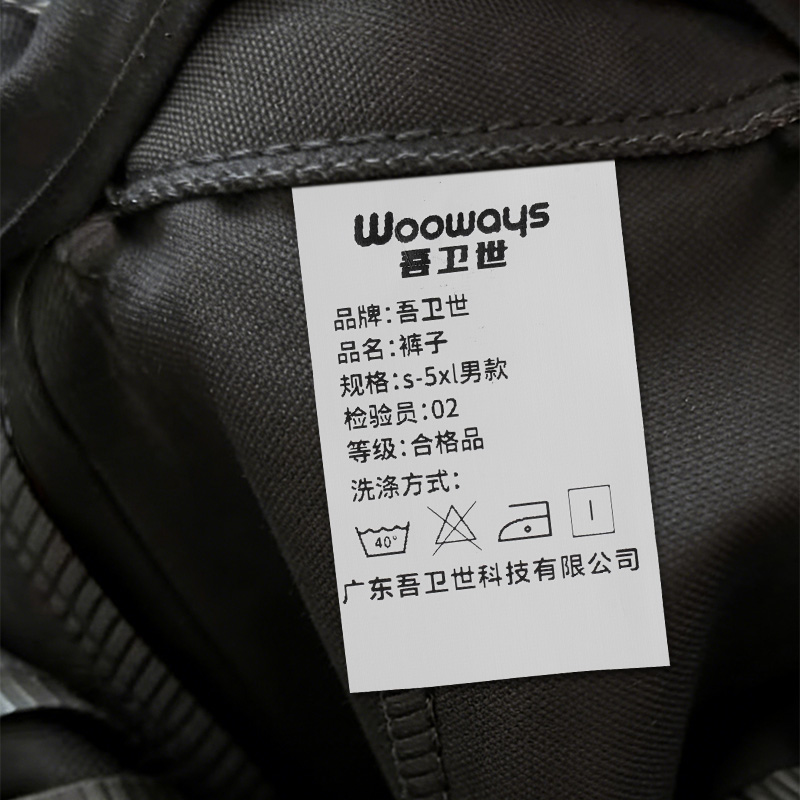 Wooways
吾卫世
品牌:吾卫世
品名:裤子
规格:s-5xl男款
检验员:02
等级:合格品
洗涤方式:
40°
广东吾卫世科技有限公司